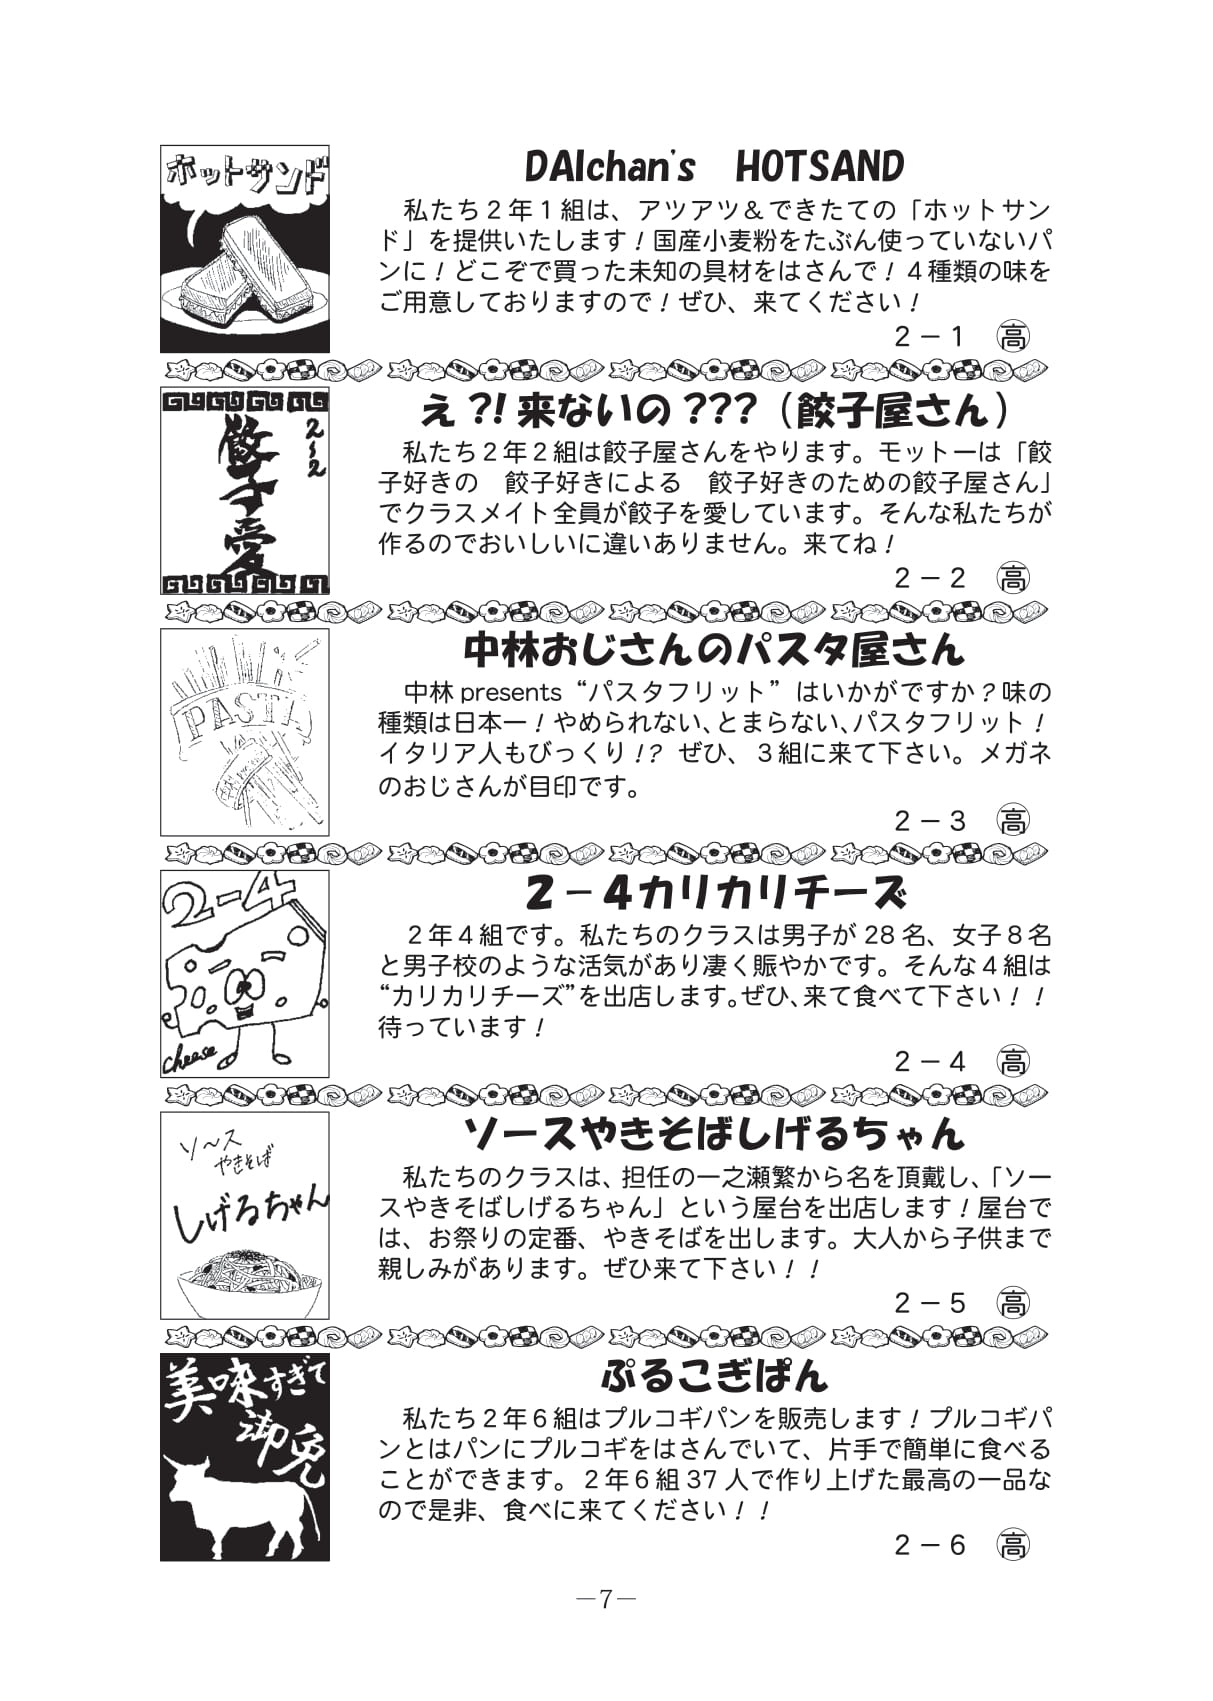 ホットサンド
DAIchan's　HOTSAND
私たち２年１組は、アツアツ＆できたての「ホットサン
ド」を提供いたします！国産小麦粉をたぶん使っていないパ
ンに！どこぞで買った未知の具材をはさんで！４種類の味を
ご用意しておりますので！ぜひ、来てください！
２－１　㊤高
餃子愛
2-2
え?!来ないの???（餃子屋さん）
私たち２年２組は餃子屋さんをやります。モットーは「餃
子好きの　餃子好きによる　餃子好きのための餃子屋さん」
でクラスメイト全員が餃子を愛しています。そんな私たちが
作るのでおいしいに違いありません。来てね！
２－２　高
PASTA
中林おじさんのパスタ屋さん
中林 presents “パスタフリット” はいかがですか？味の
種類は日本一！やめられない、とまらない、パスタフリット！
イタリア人もびっくり!? ぜひ、３組に来て下さい。メガネ
のおじさんが目印です。
２－３　高
2-4
cheese
２－４カリカリチーズ
２年４組です。私たちのクラスは男子が 28 名、女子８名
と男子校のような活気があり凄く賑やかです。そんな４組は
“カリカリチーズ”を出店します。ぜひ、来て食べて下さい！！
待っています！
２－４　高
ソ～ス
やきそば
しげるちゃん
ソースやきそばしげるちゃん
私たちのクラスは、担任の一之瀬繁から名を頂戴し、「ソー
スやきそばしげるちゃん」という屋台を出店します！屋台で
は、お祭りの定番、やきそばを出します。大人から子供まで
親しみがあります。ぜひ来て下さい！！
２－５　高
美味すぎて
御免
ぷるこぎぱん
私たち２年６組はプルコギパンを販売します！プルコギパ
ンとはパンにプルコギをはさんでいて、片手で簡単に食べる
ことができます。２年６組 37 人で作り上げた最高の一品な
ので是非、食べに来てください！！
２－６　高
―7―